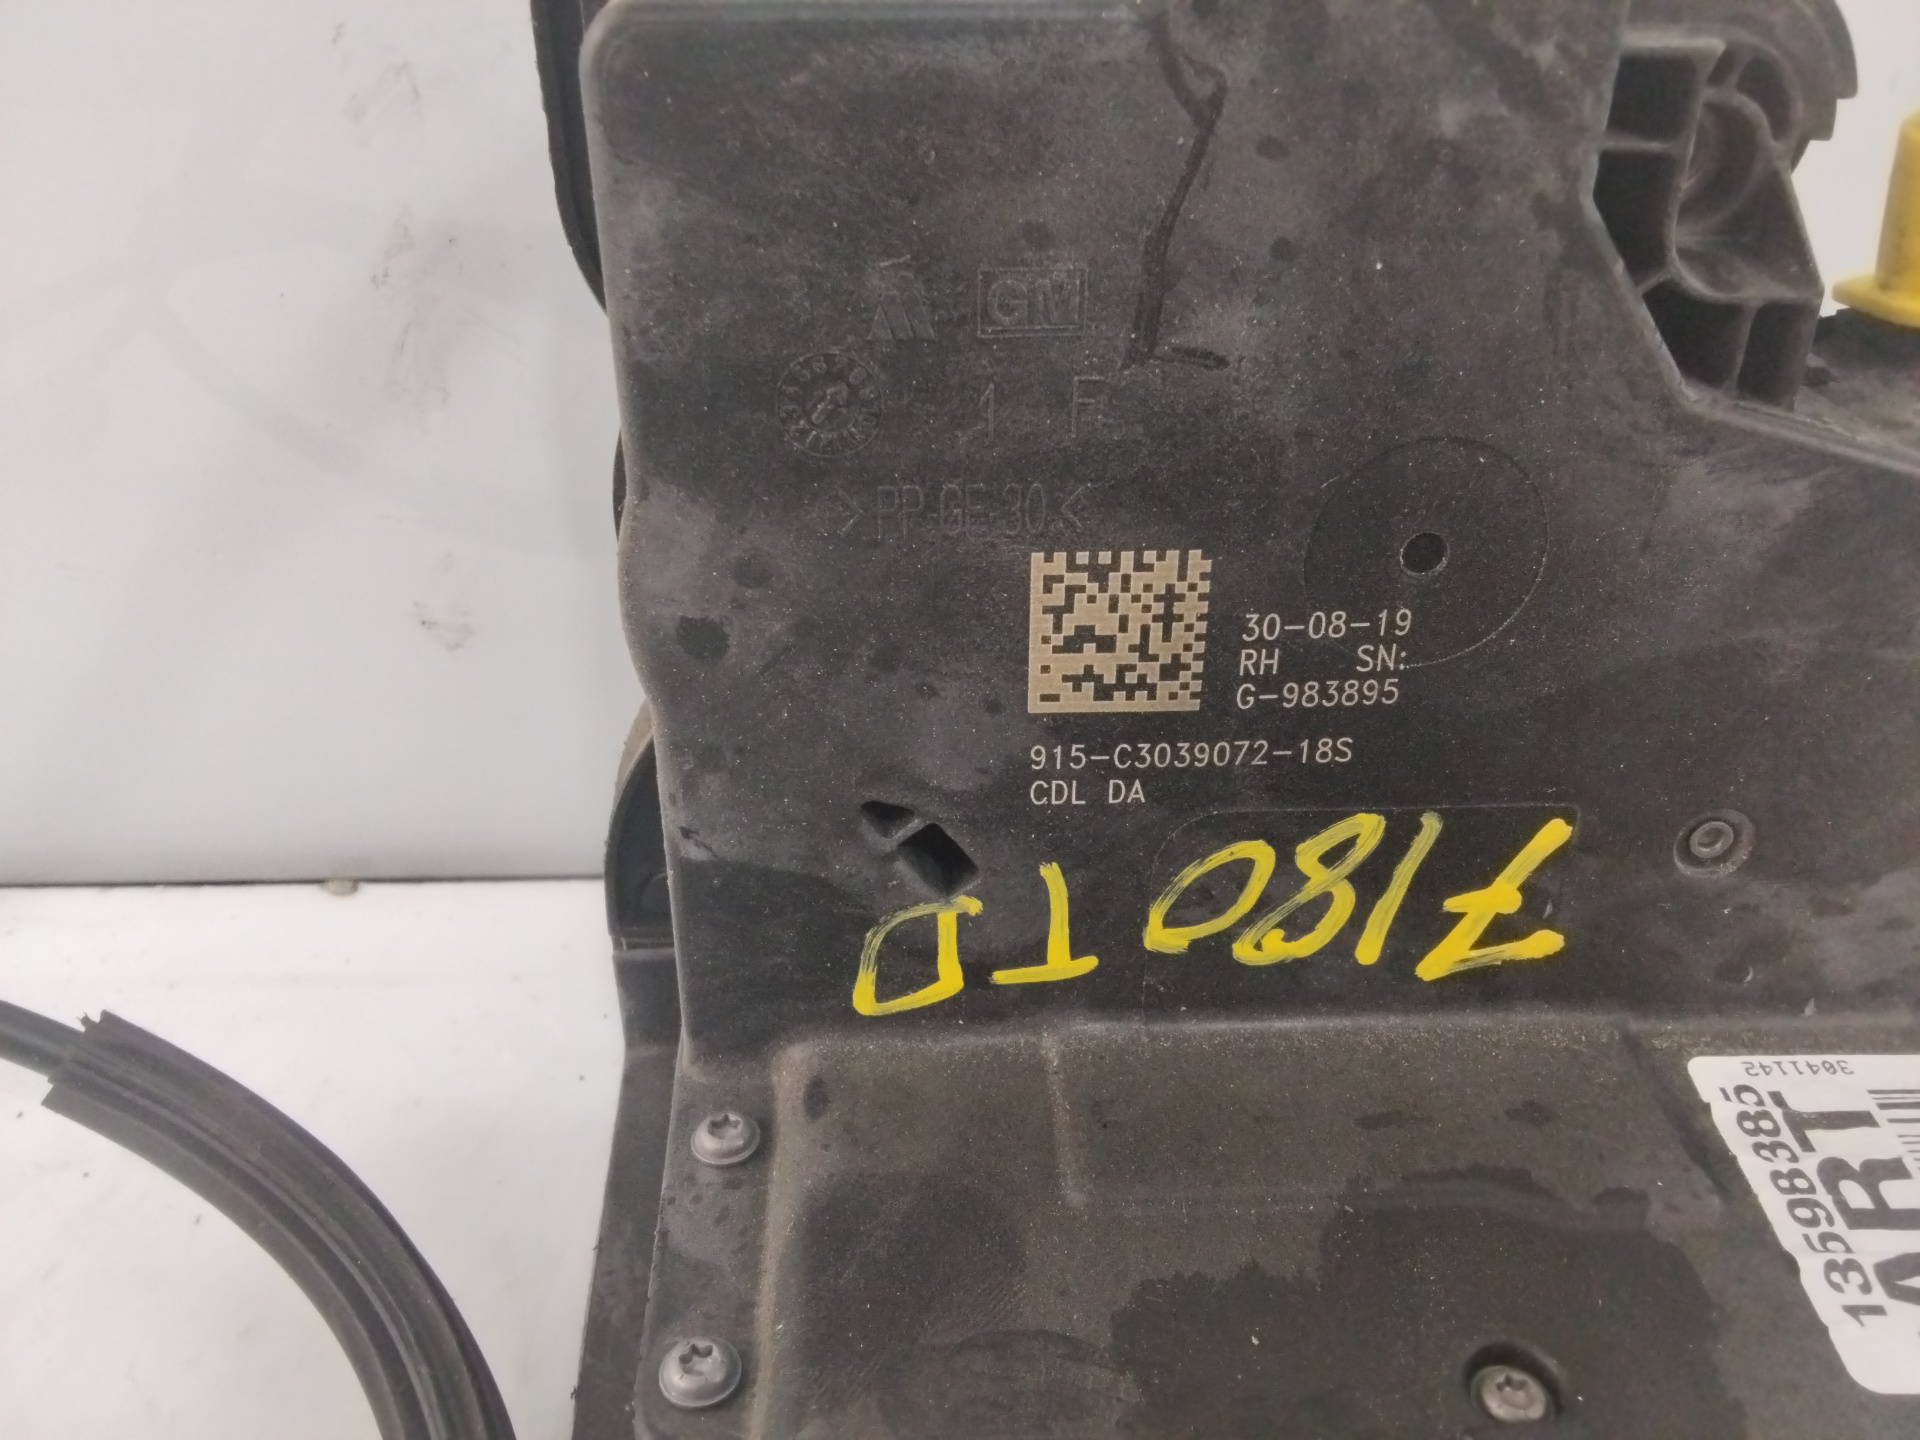 GM
1 F
>PP-GF 30<
30-08-19
RH SN:
G-983895
915-C3039072-18S
CDL DA
7180 TD
3041142
13598385
ART